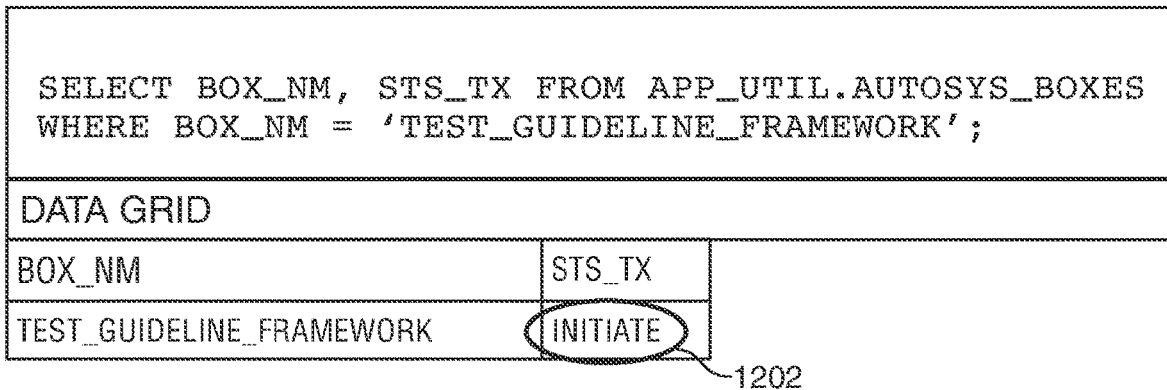 SELECT BOX_NM, STS_TX FROM APP_UTIL.AUTOSYS_BOXES
WHERE BOX_NM = ‘TEST_GUIDELINE_FRAMEWORK’;
DATA GRID
BOX_NM STS_TX
TEST_GUIDELINE_FRAMEWORK INITIATE
1202